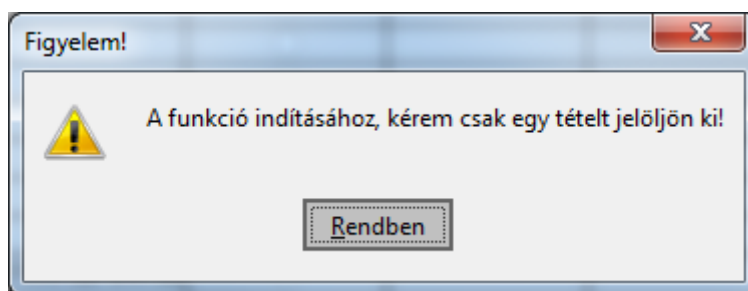 Figyelem!
A funkció indításához, kérem csak egy tételt jelöljön ki!
Rendben